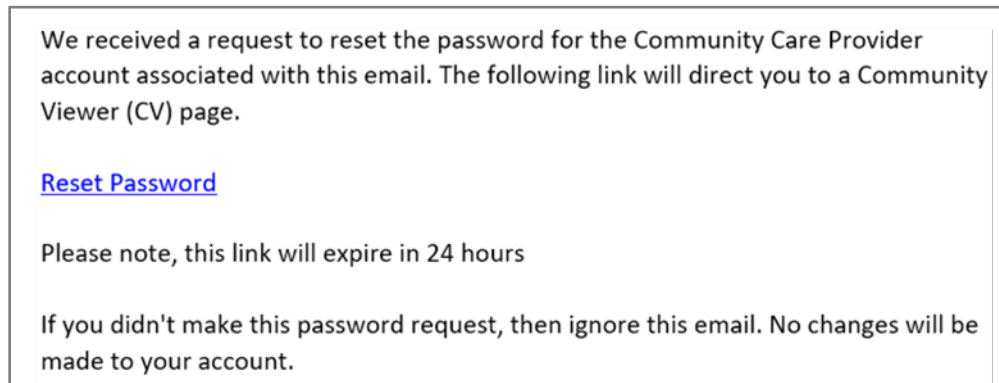 We received a request to reset the password for the Community Care Provider
account associated with this email. The following link will direct you to a Community
Viewer (CV) page.
Reset Password
Please note, this link will expire in 24 hours
If you didn't make this password request, then ignore this email. No changes will be
made to your account.